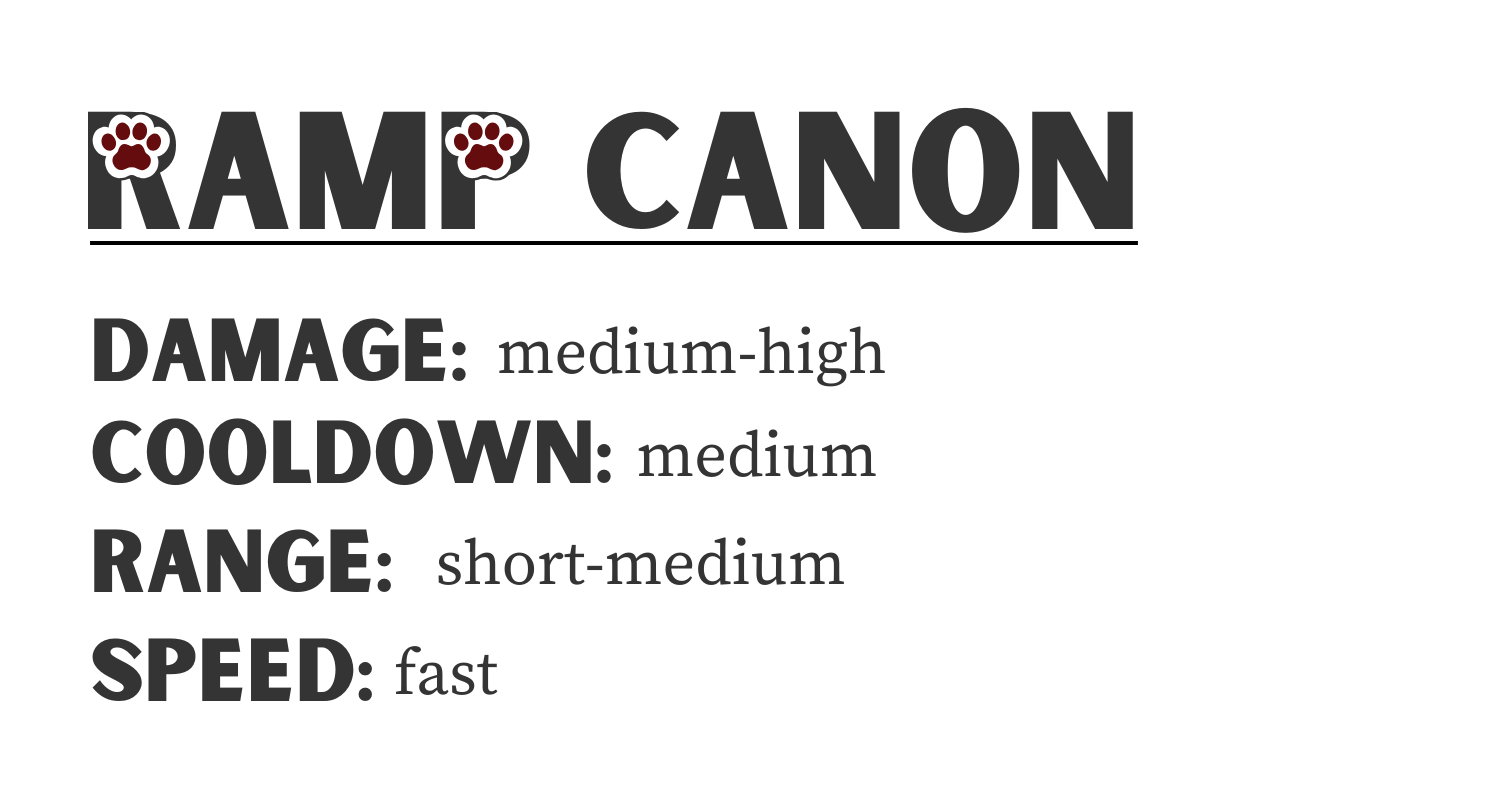 RAMP CANON
DAMAGE: medium-high
COOLDOWN: medium
RANGE: short-medium
SPEED: fast